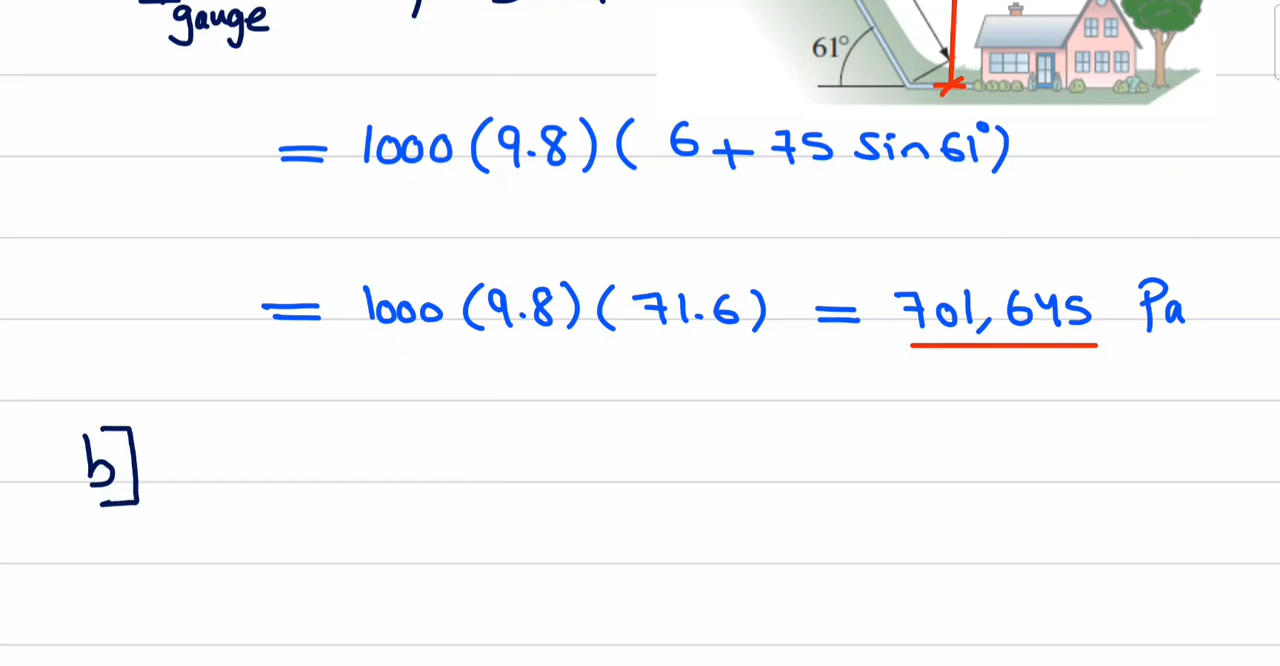 gauge
61°
= 1000 (9.8) ( 6 + 75 sin 61°)
= 1000 (9.8) ( 71.6) = 701,645 Pa
b]